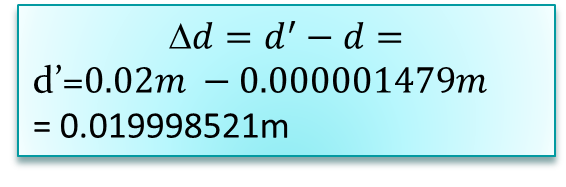 Δd = d′ − d =
d’=0.02m − 0.000001479m
= 0.019998521m